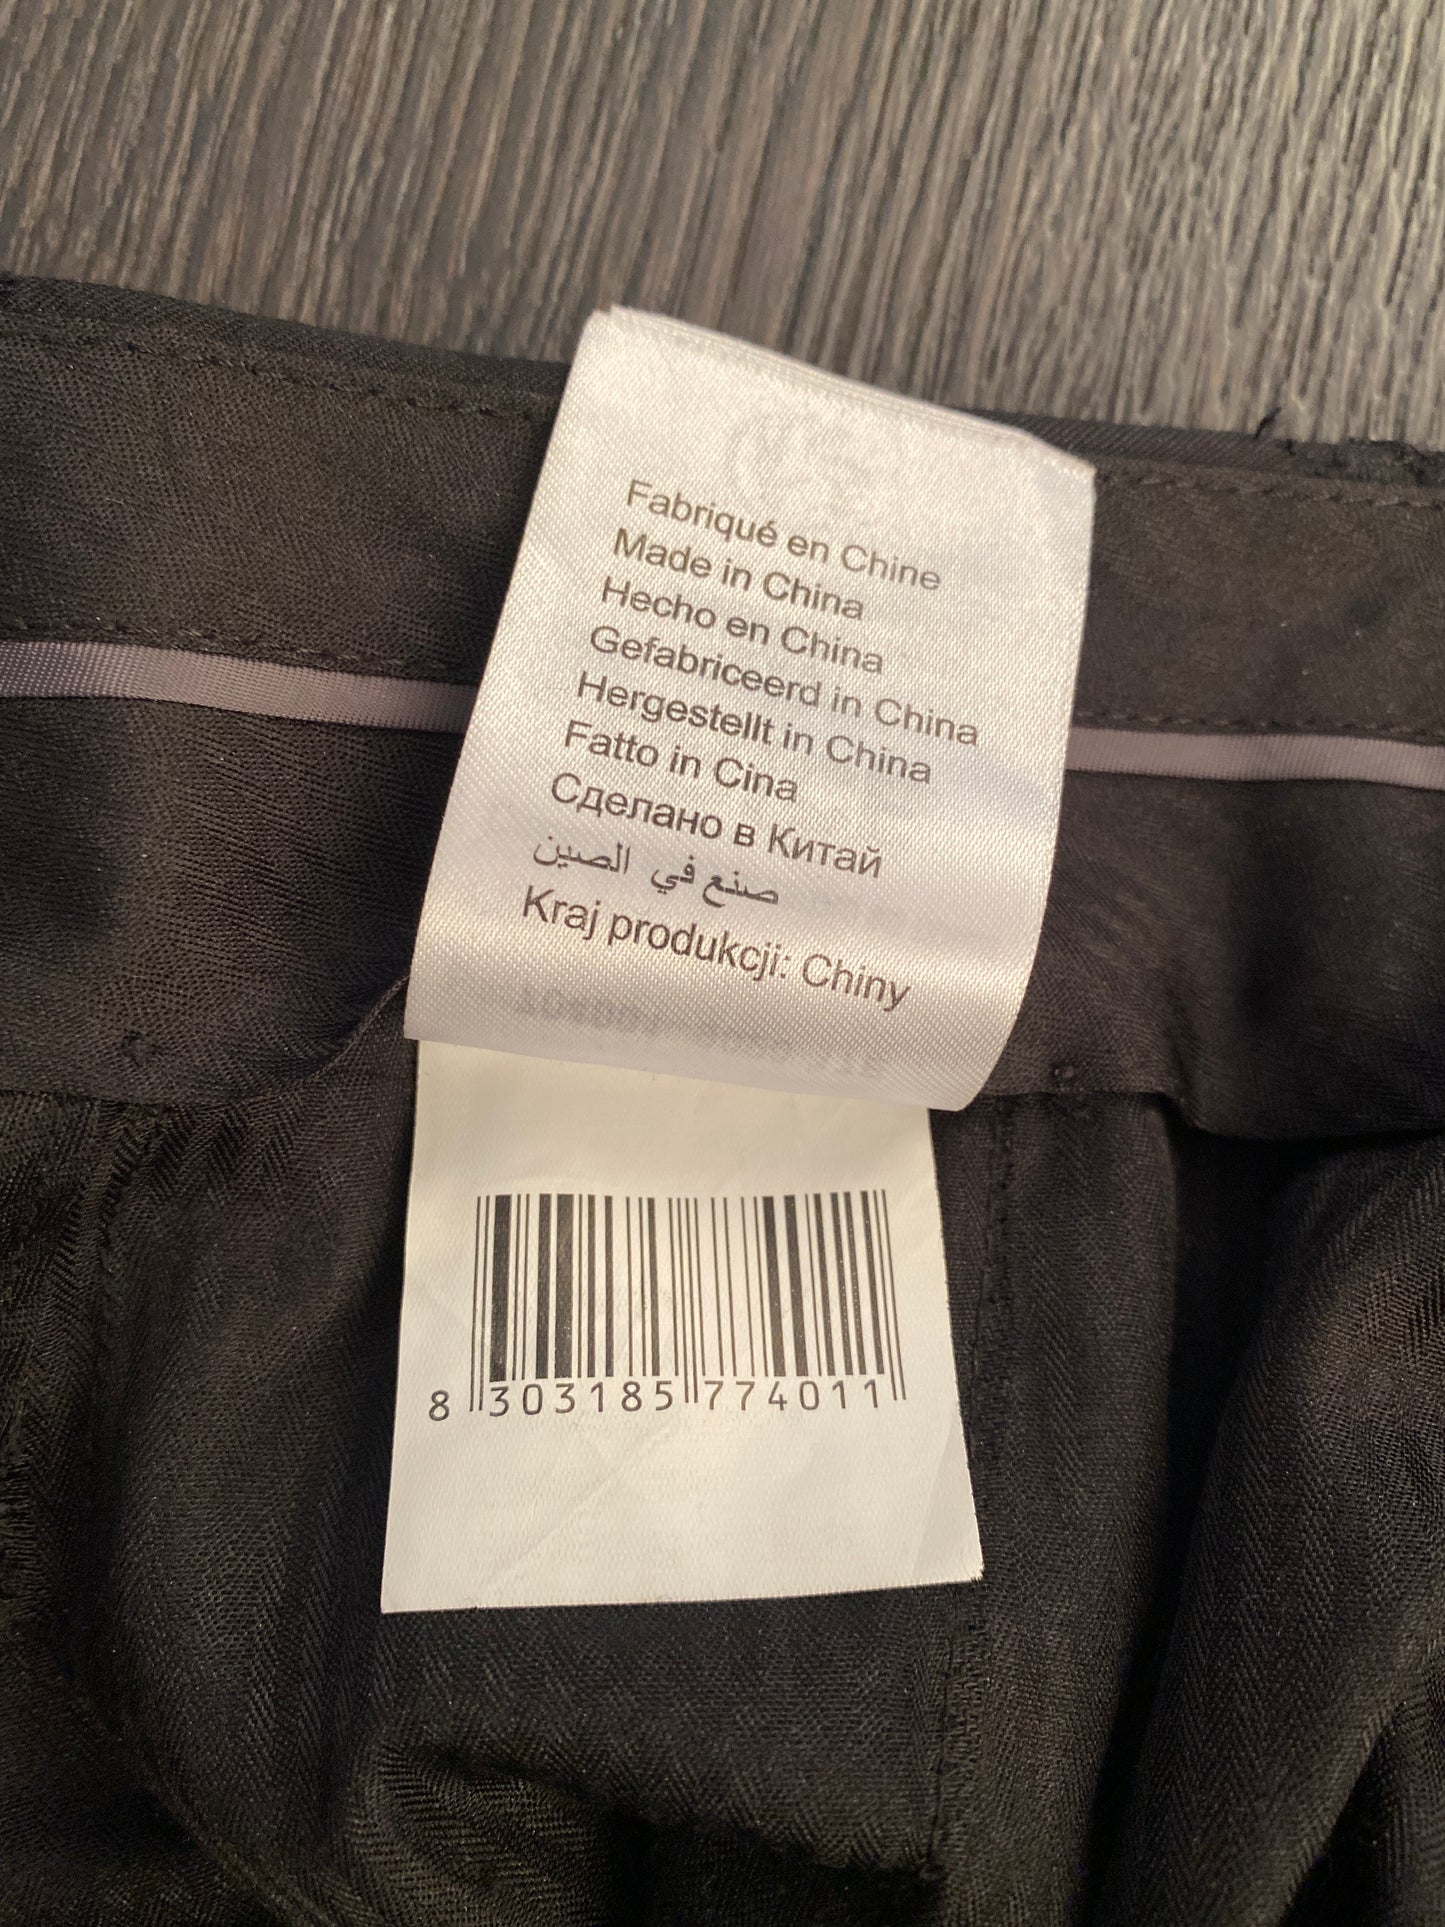 Fabriqué en Chine
Made in China
Hecho en China
Gefabriceerd in China
Hergestellt in China
Fatto in Cina
Сделано в Китай
صنع في الصين
Kraj produkcji: Chiny
8 303185 774011